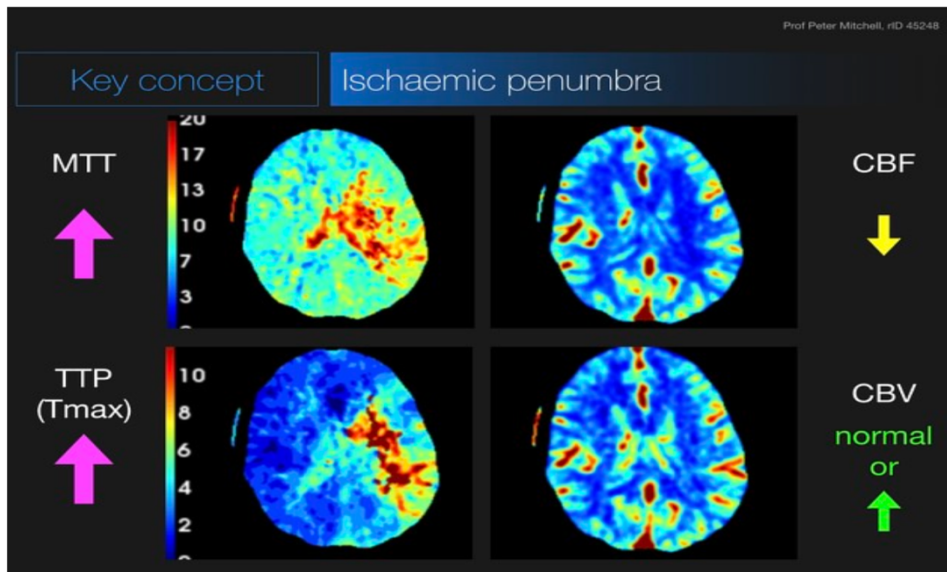 Prof Peter Mitchell, rID 45248
Key concept
Ischaemic penumbra
MTT
20
17
13
10
7
3
CBF
TTP
(Tmax)
10
8
6
4
2
CBV
normal
or